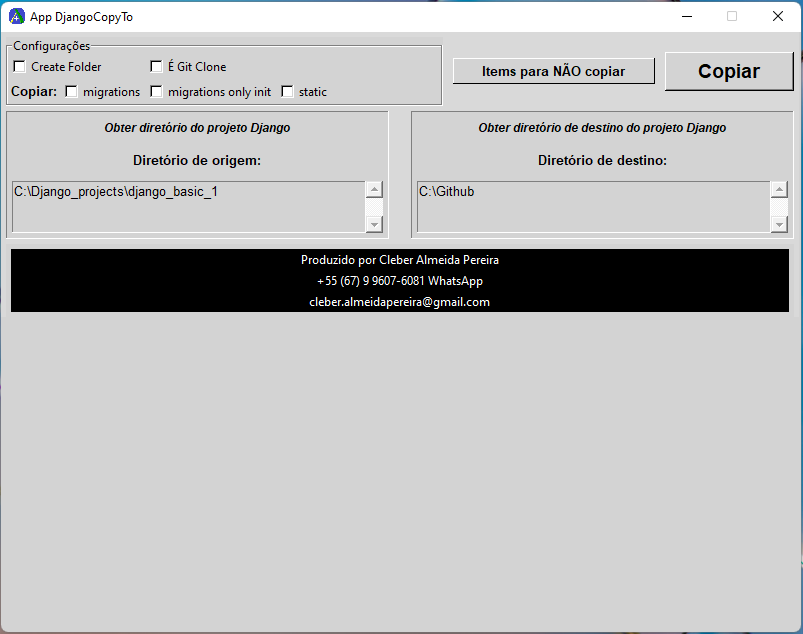 App DjangoCopyTo
Configurações
Create Folder É Git Clone
Copiar: migrations migrations only init static
Items para NÃO copiar
Copiar
Obter diretório do projeto Django
Diretório de origem:
C:\Django_projects\django_basic_1
Obter diretório de destino do projeto Django
Diretório de destino:
C:\Github
Produzido por Cleber Almeida Pereira
+55 (67) 9 9607-6081 WhatsApp
cleber.almeidapereira@gmail.com